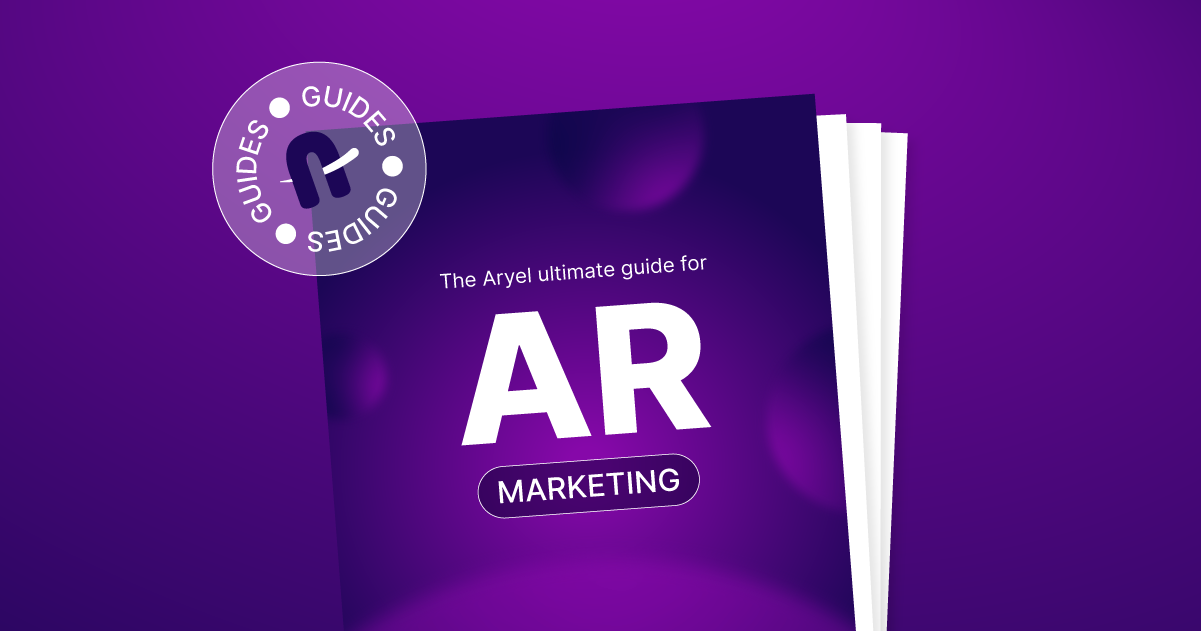 GUIDES
GUIDES
GUIDES
The Aryel ultimate guide for
AR
MARKETING